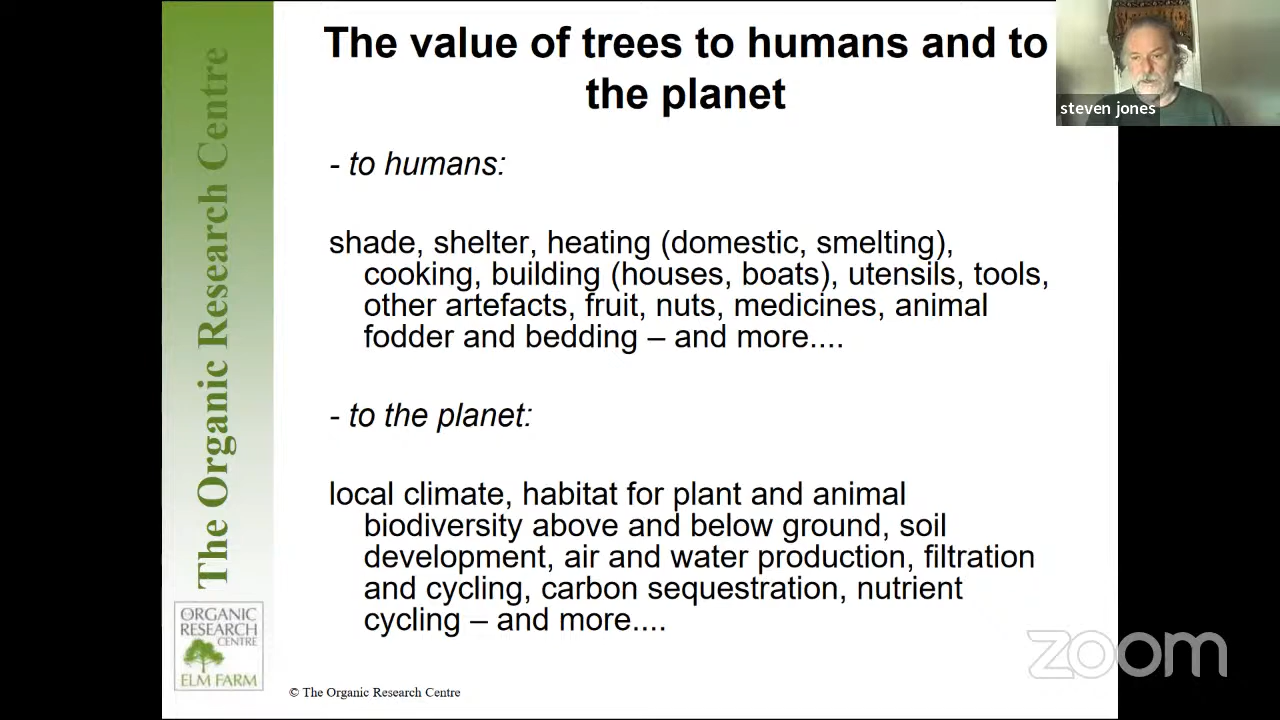 The value of trees to humans and to
the planet
steven jones
- to humans:
shade, shelter, heating (domestic, smelting),
cooking, building (houses, boats), utensils, tools,
other artefacts, fruit, nuts, medicines, animal
fodder and bedding – and more....
- to the planet:
local climate, habitat for plant and animal
biodiversity above and below ground, soil
development, air and water production, filtration
and cycling, carbon sequestration, nutrient
cycling – and more....
The Organic Research Centre
ORGANIC
RESEARCH
CENTRE
ELM FARM
© The Organic Research Centre
zoom